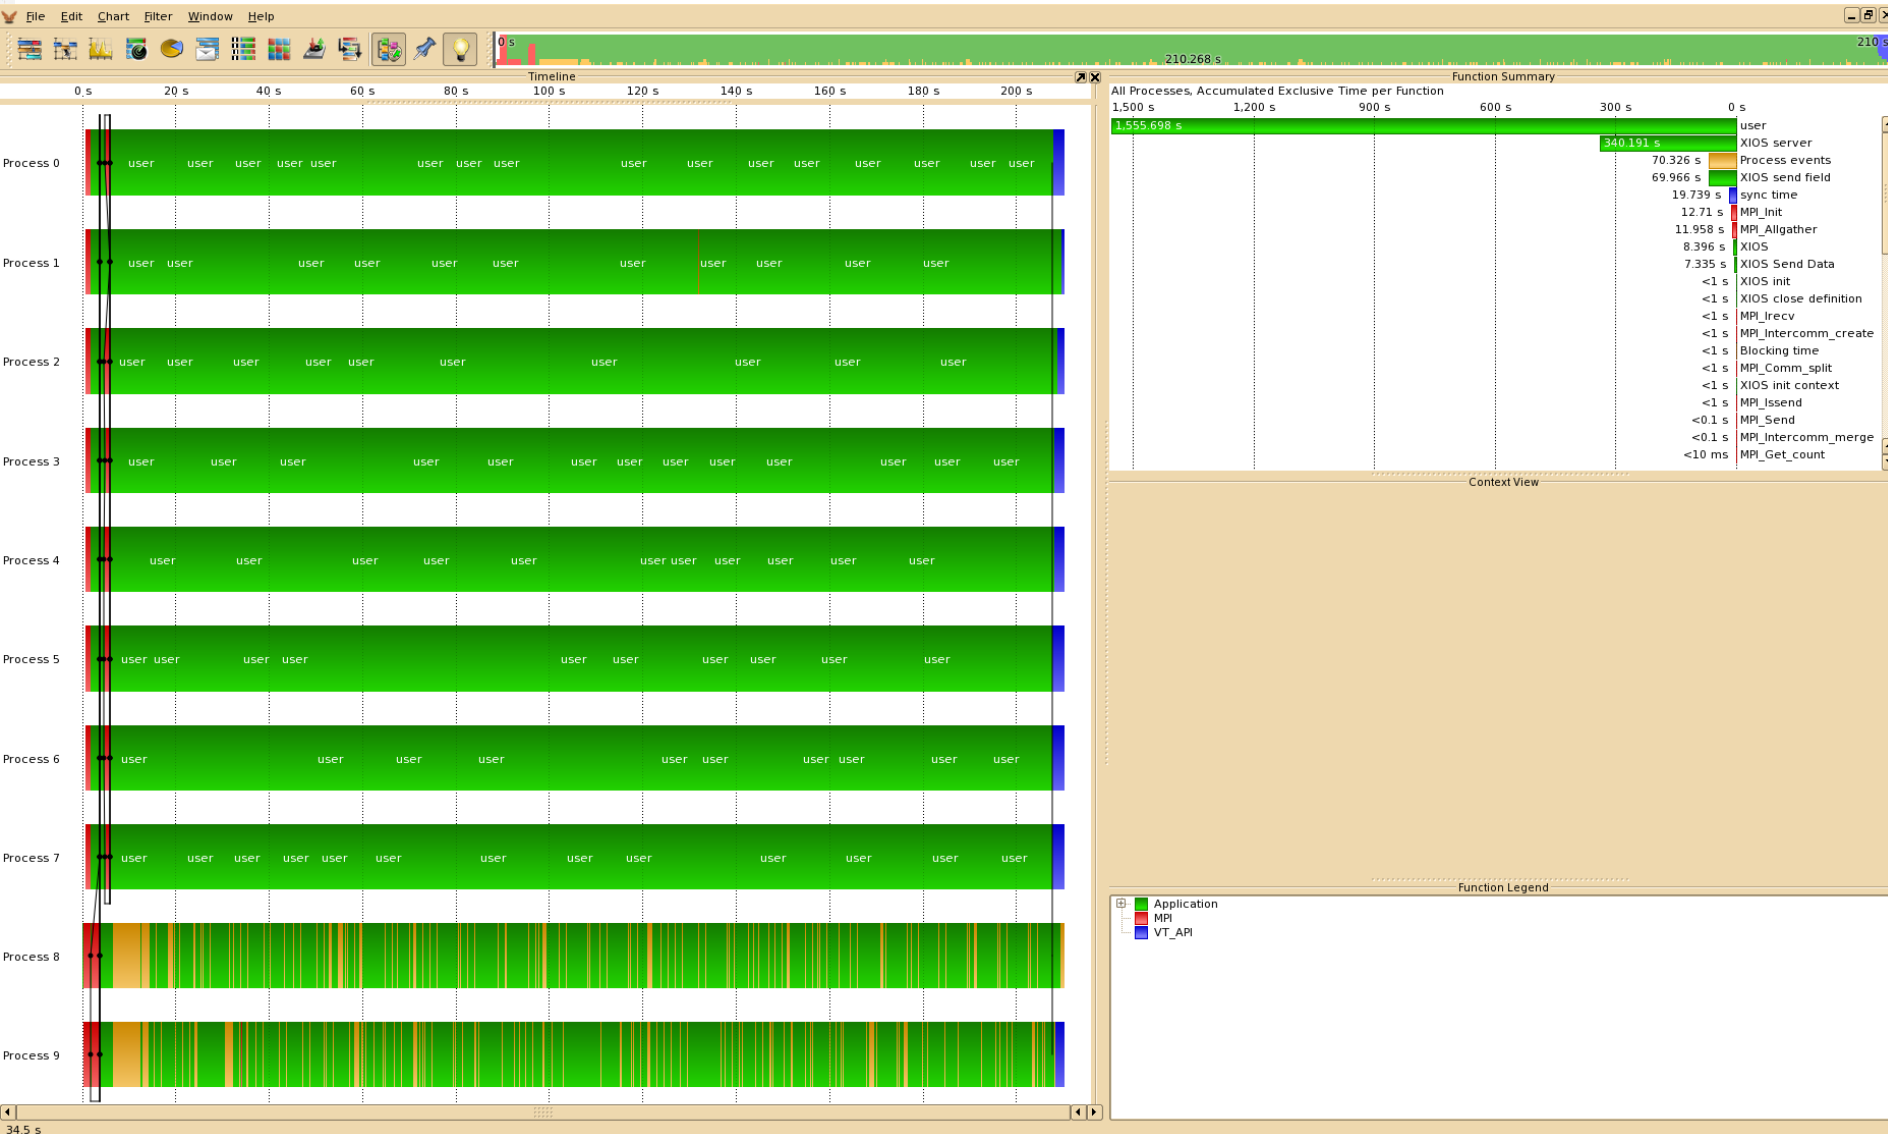 File Edit Chart Filter Window Help
0 s 210 s
210.268 s
Timeline
0 s 20 s 40 s 60 s 80 s 100 s 120 s 140 s 160 s 180 s 200 s
Process 0 user user user user user user user user user user user user user user user user
Process 1 user user user user user user user user user user user
Process 2 user user user user user user user user user user
Process 3 user user user user user user user user user user user user user
Process 4 user user user user user user user user user user user
Process 5 user user user user user user user user user user
Process 6 user user user user user user user user user user
Process 7 user user user user user user user user user user user user user
Process 8
Process 9
34.5 s
Function Summary
All Processes, Accumulated Exclusive Time per Function
1,500 s 1,200 s 900 s 600 s 300 s 0 s
1,555.698 s user
340.191 s XIOS server
70.326 s Process events
69.966 s XIOS send field
19.739 s sync time
12.71 s MPI_Init
11.958 s MPI_Allgather
8.396 s XIOS
7.335 s XIOS Send Data
<1 s XIOS init
<1 s XIOS close definition
<1 s MPI_Irecv
<1 s MPI_Intercomm_create
<1 s Blocking time
<1 s MPI_Comm_split
<1 s XIOS init context
<1 s MPI_Issend
<0.1 s MPI_Send
<0.1 s MPI_Intercomm_merge
<10 ms MPI_Get_count
Context View
Function Legend
Application
MPI
VT_API